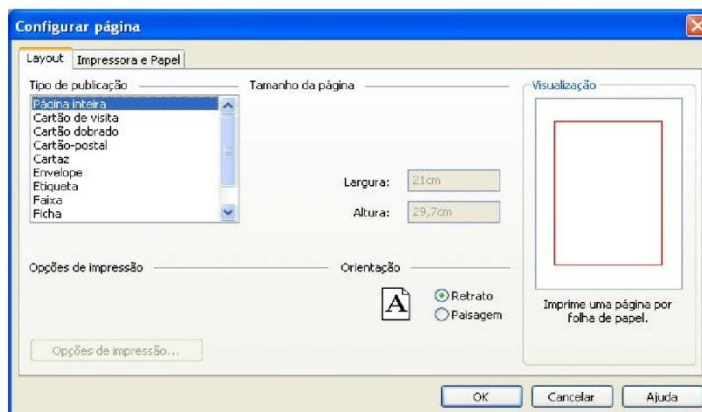 Configurar página
Layout
Impressora e Papel
Tipo de publicação
Página inteira
Cartão de visita
Cartão dobrado
Cartão-postal
Cartaz
Envelope
Etiqueta
Faixa
Ficha
Tamanho da página
Largura: 21cm
Altura: 29,7cm
Visualização
Imprime uma página por
folha de papel.
Opções de impressão
Opções de impressão...
Orientação
A
Retrato
Paisagem
OK
Cancelar
Ajuda